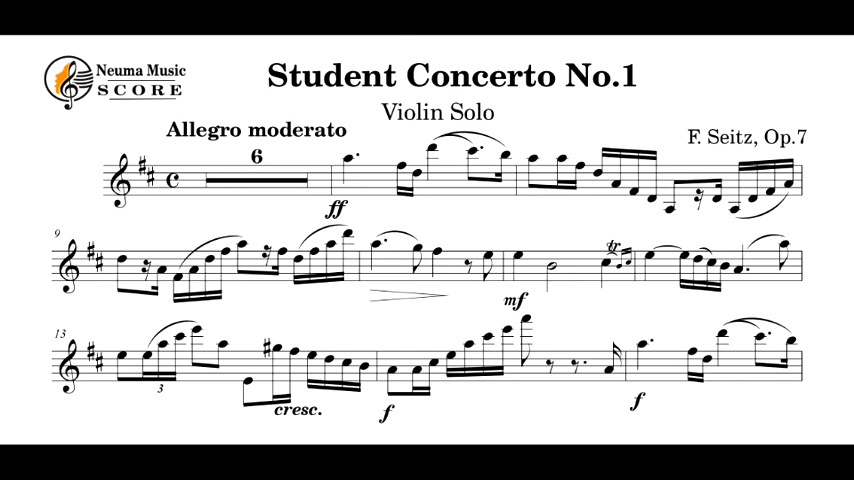 Neuma Music
SCORE
Student Concerto No.1
Violin Solo
Allegro moderato
F. Seitz, Op.7
6
ff
9
tr
mf
13
3
cresc.
f
f